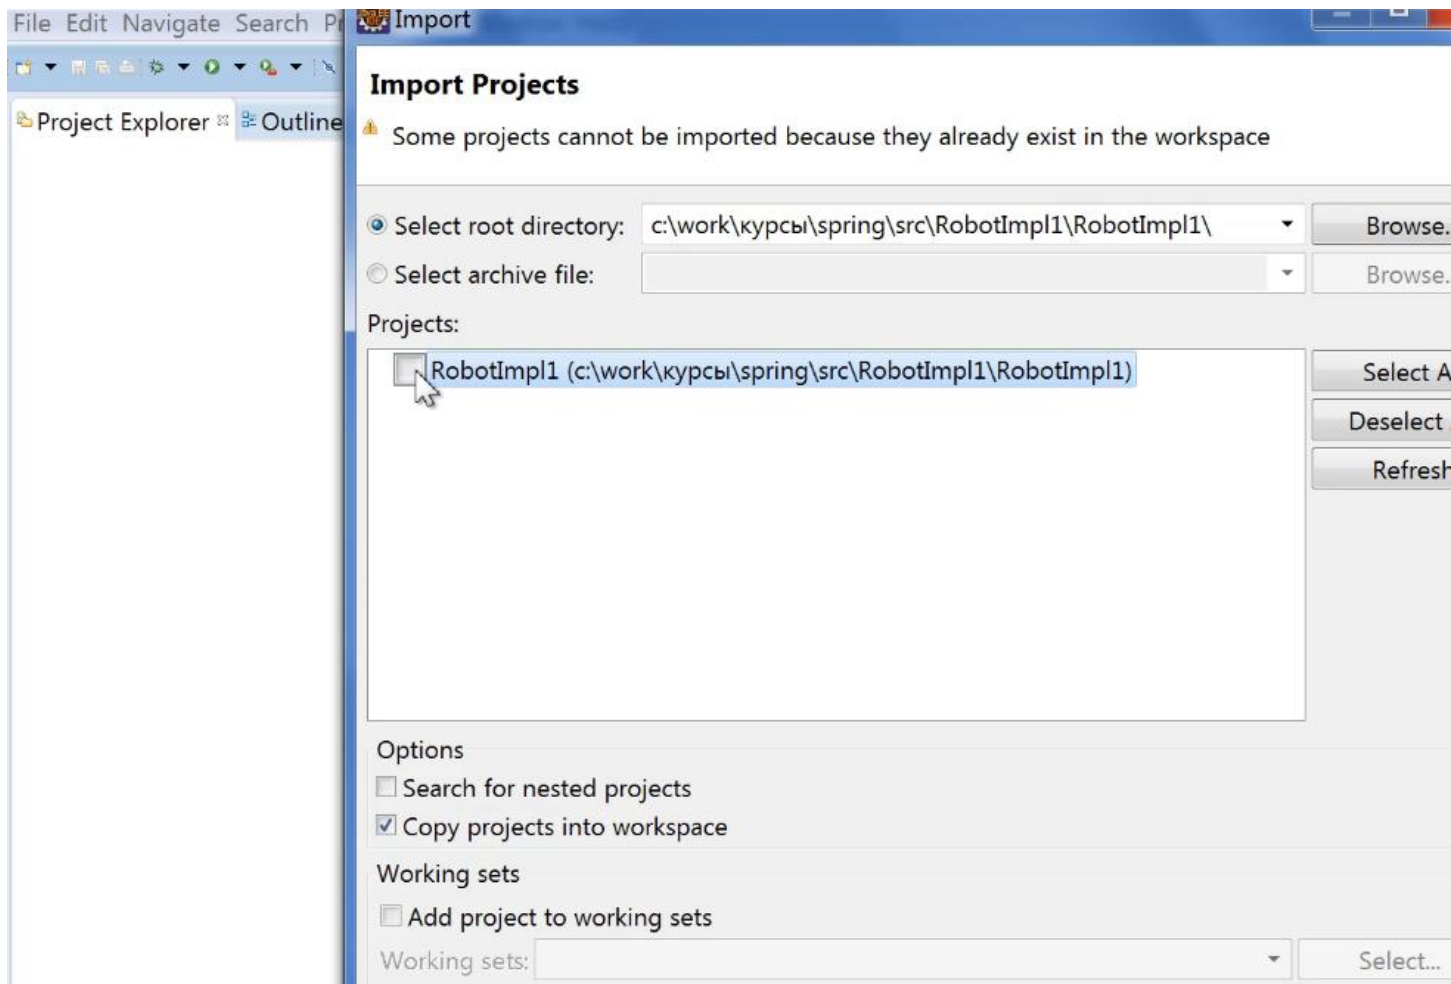 File Edit Navigate Search
Import
Project Explorer Outline
Import Projects
Some projects cannot be imported because they already exist in the workspace
Select root directory: c:\work\курсы\spring\src\RobotImpl1\RobotImpl1\ Browse..
Select archive file: Browse..
Projects:
RobotImpl1 (c:\work\курсы\spring\src\RobotImpl1\RobotImpl1)
Select A
Deselect
Refresh
Options
Search for nested projects
Copy projects into workspace
Working sets
Add project to working sets
Working sets: Select...